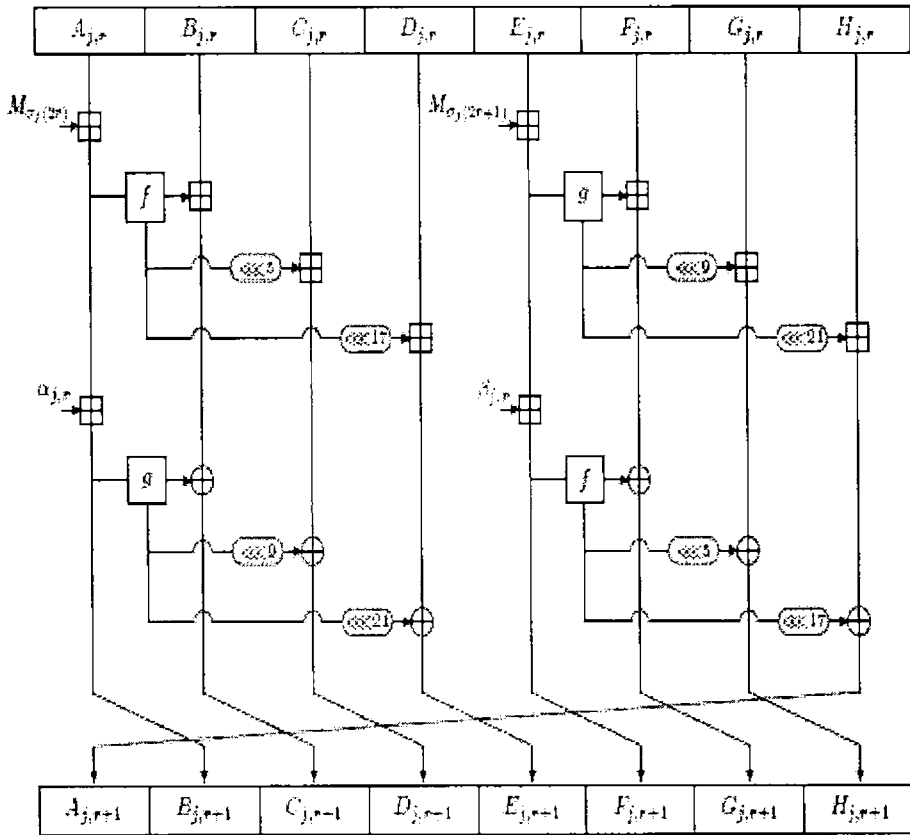 A_{j,r} B_{j,r} C_{j,r} D_{j,r} E_{j,r} F_{j,r} G_{j,r} H_{j,r}
M_{σ_j(2r)} M_{σ_j(2r+1)}
f g
<<<5 <<<9
<<<17 <<<21
α_{j,r} β_{j,r}
g f
<<<9 <<<5
<<<21 <<<17
A_{j,r+1} B_{j,r+1} C_{j,r+1} D_{j,r+1} E_{j,r+1} F_{j,r+1} G_{j,r+1} H_{j,r+1}